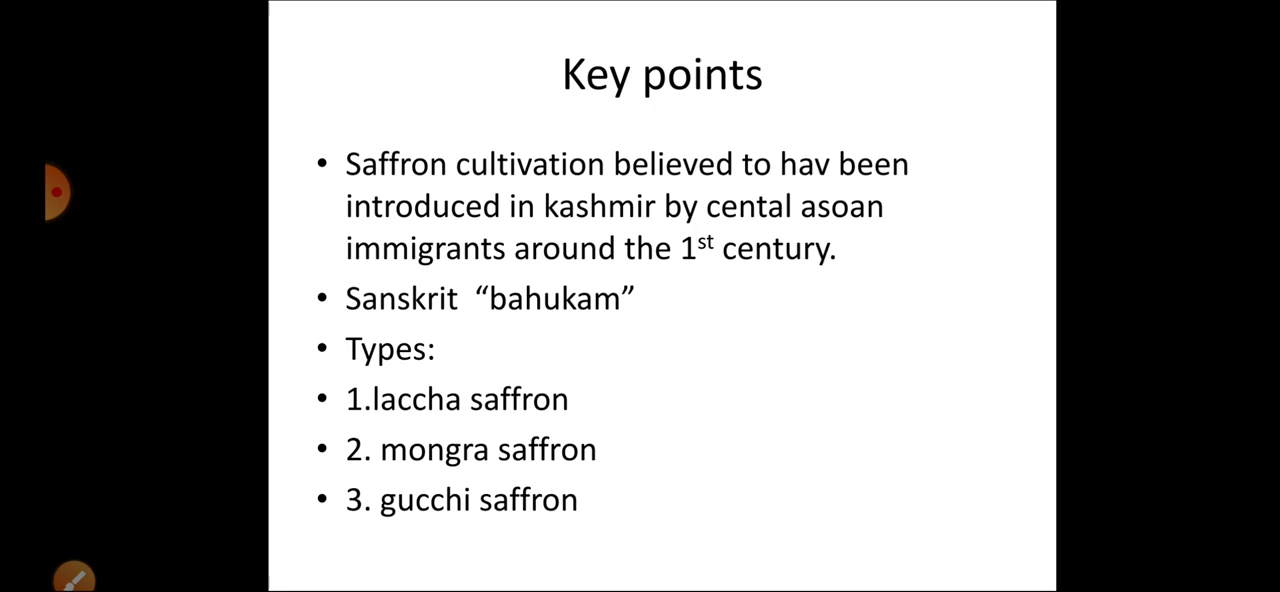 Key points
• Saffron cultivation believed to hav been
introduced in kashmir by cental asoan
immigrants around the 1st century.
• Sanskrit “bahukam”
• Types:
• 1.laccha saffron
• 2. mongra saffron
• 3. gucchi saffron